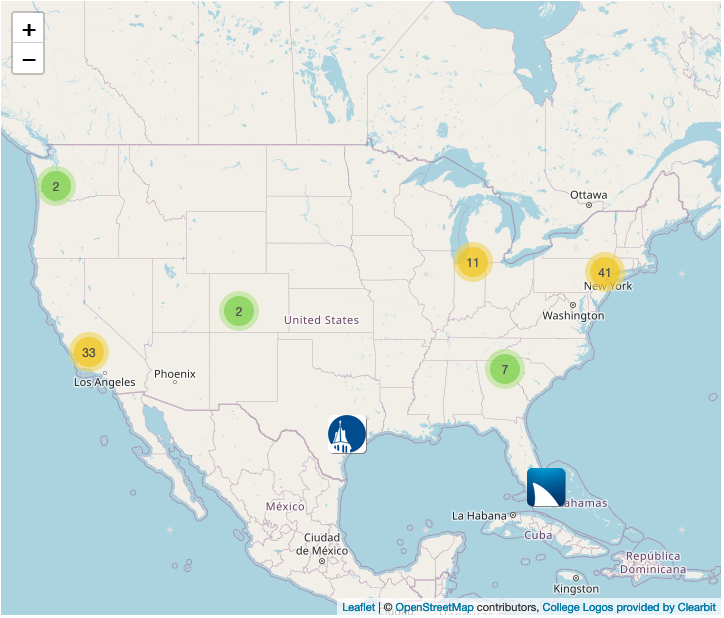 +
−
Ottawa
2
11
41
New York
Washington
2
United States
33
Los Angeles
Phoenix
7
México
ahamas
La Habana
Cuba
Ciudad
de México
República
Dominicana
Kingston
Leaflet | © OpenStreetMap contributors, College Logos provided by Clearbit